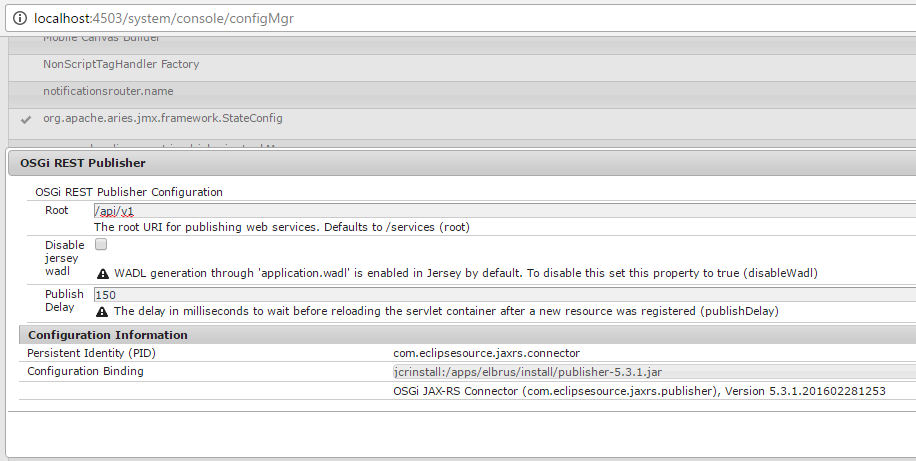 localhost:4503/system/console/configMgr
Mobile Canvas Builder
NonScriptTagHandler Factory
notificationsrouter.name
org.apache.aries.jmx.framework.StateConfig
OSGi REST Publisher
OSGi REST Publisher Configuration
Root
/api/v1
The root URI for publishing web services. Defaults to /services (root)
Disable
jersey
wadl
WADL generation through 'application.wadl' is enabled in Jersey by default. To disable this set this property to true (disableWadl)
Publish
Delay
150
The delay in milliseconds to wait before reloading the servlet container after a new resource was registered (publishDelay)
Configuration Information
Persistent Identity (PID)
com.eclipsesource.jaxrs.connector
Configuration Binding
jcrinstall:/apps/elbrus/install/publisher-5.3.1.jar
OSGi JAX-RS Connector (com.eclipsesource.jaxrs.publisher), Version 5.3.1.201602281253